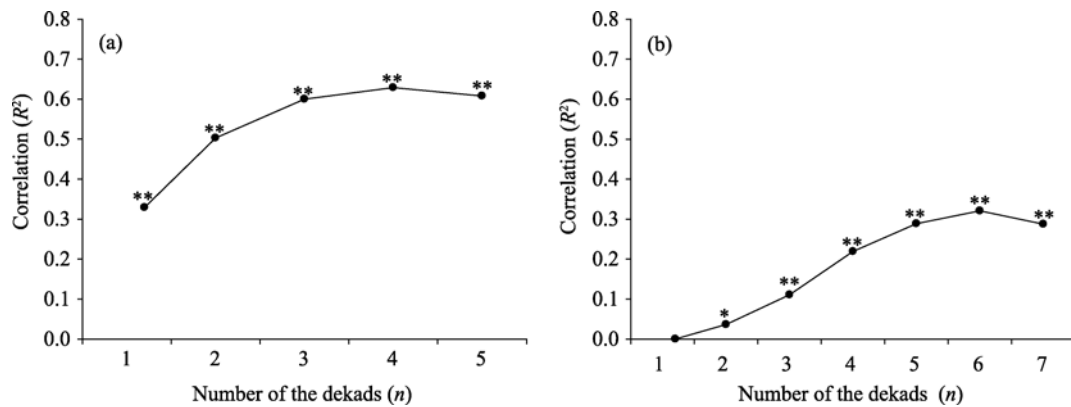 (a)
Correlation (R²)
0.8
0.7
0.6
0.5
0.4
0.3
0.2
0.1
0.0
** ** ** ** **
1 2 3 4 5
Number of the dekads (n)
(b)
Correlation (R²)
0.8
0.7
0.6
0.5
0.4
0.3
0.2
0.1
0.0
* ** ** ** ** **
1 2 3 4 5 6 7
Number of the dekads (n)